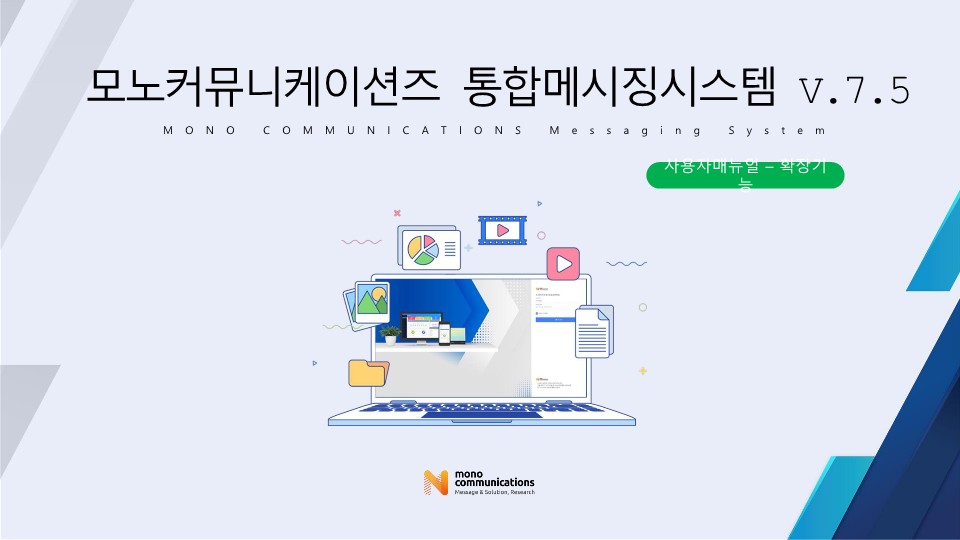 모노커뮤니케이션즈 통합메시징시스템 v.7.5
MONO COMMUNICATIONS Messaging System
사용자매뉴얼 – 확장기
능
mono
communications
Message & Solution, Research